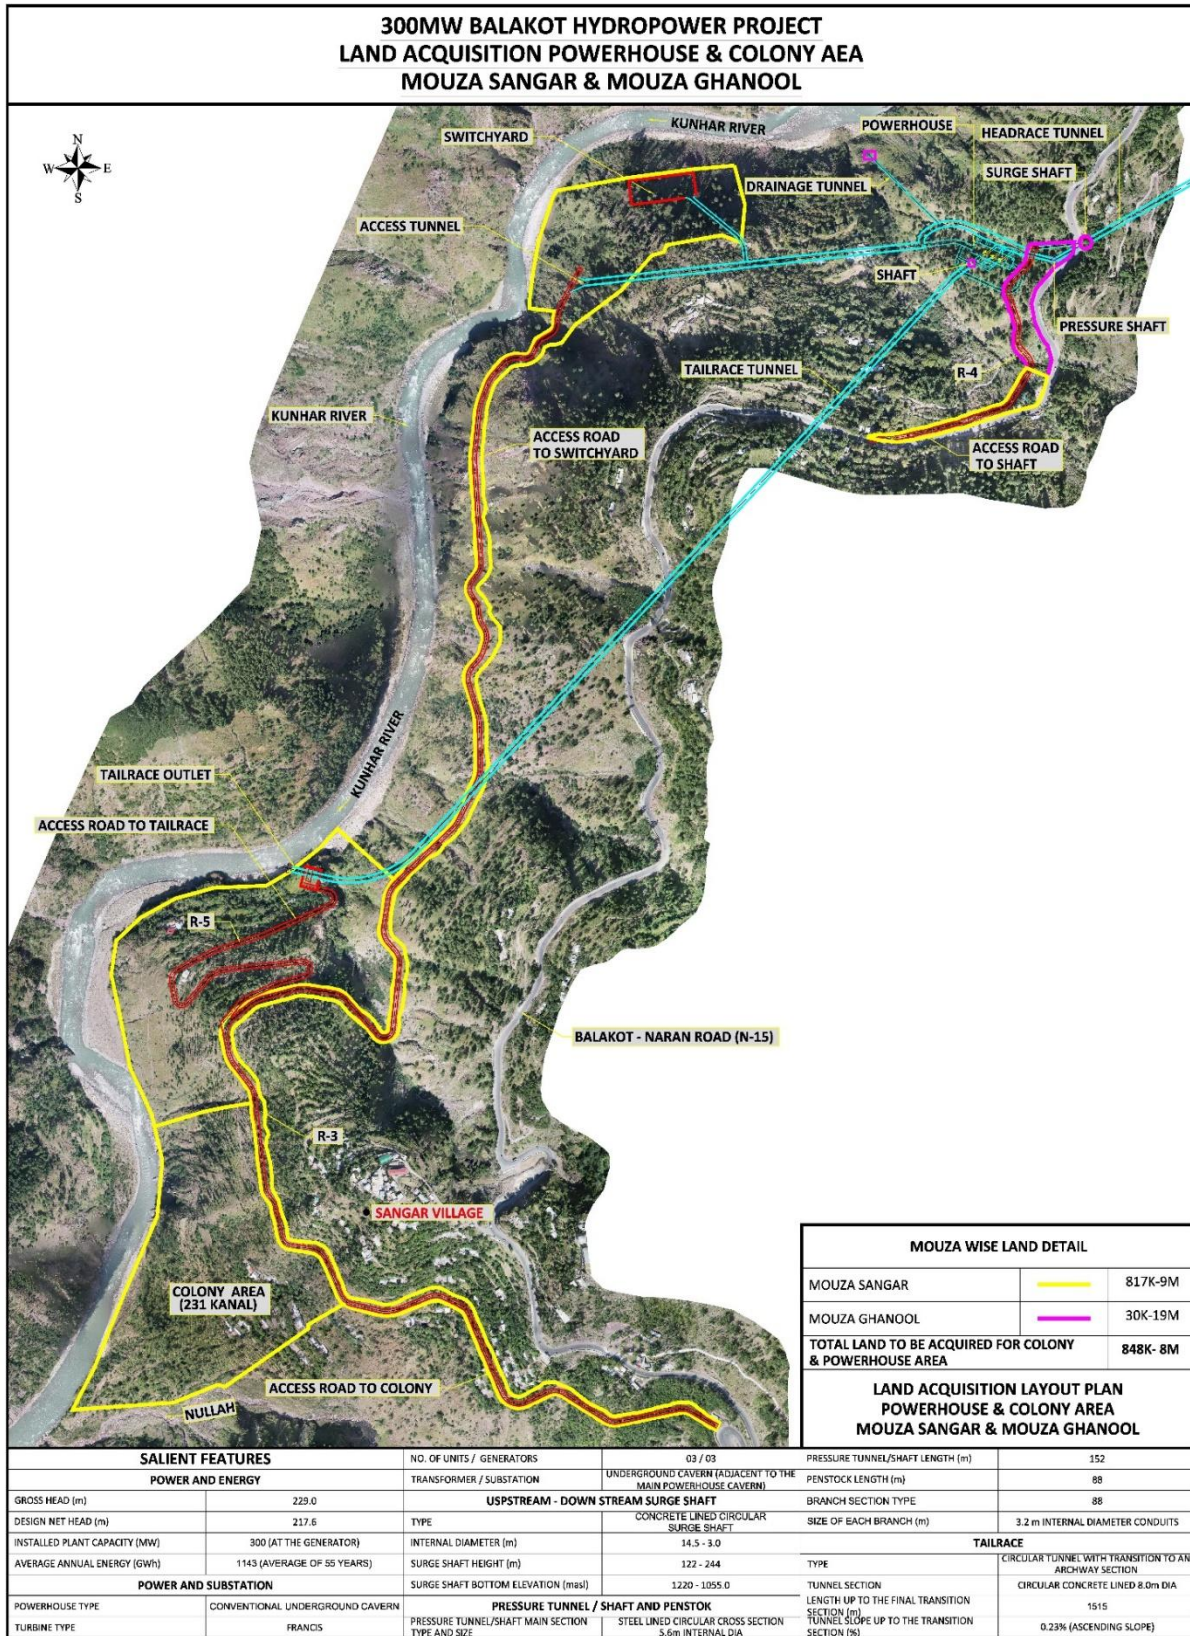 300MW BALAKOT HYDROPOWER PROJECT
LAND ACQUISITION POWERHOUSE & COLONY AEA
MOUZA SANGAR & MOUZA GHANOOL
N
W
E
S
KUNHAR RIVER
SWITCHYARD
POWERHOUSE
HEADRACE TUNNEL
SURGE SHAFT
DRAINAGE TUNNEL
ACCESS TUNNEL
SHAFT
PRESSURE SHAFT
TAILRACE TUNNEL
R-4
KUNHAR RIVER
ACCESS ROAD
TO SWITCHYARD
ACCESS ROAD
TO SHAFT
KUNHAR RIVER
TAILRACE OUTLET
ACCESS ROAD TO TAILRACE
R-5
BALAKOT - NARAN ROAD (N-15)
R-3
SANGAR VILLAGE
COLONY AREA
(231 KANAL)
ACCESS ROAD TO COLONY
NULLAH
MOUZA WISE LAND DETAIL
MOUZA SANGAR 817K-9M
MOUZA GHANOOL 30K-19M
TOTAL LAND TO BE ACQUIRED FOR COLONY
& POWERHOUSE AREA 848K- 8M
LAND ACQUISITION LAYOUT PLAN
POWERHOUSE & COLONY AREA
MOUZA SANGAR & MOUZA GHANOOL
SALIENT FEATURES
POWER AND ENERGY
GROSS HEAD (m) 229.0
DESIGN NET HEAD (m) 217.6
INSTALLED PLANT CAPACITY (MW) 300 (AT THE GENERATOR)
AVERAGE ANNUAL ENERGY (GWh) 1143 (AVERAGE OF 55 YEARS)
POWER AND SUBSTATION
POWERHOUSE TYPE CONVENTIONAL UNDERGROUND CAVERN
TURBINE TYPE FRANCIS
NO. OF UNITS / GENERATORS 03 / 03
TRANSFORMER / SUBSTATION UNDERGROUND CAVERN (ADJACENT TO THE
MAIN POWERHOUSE CAVERN)
USPSTREAM - DOWN STREAM SURGE SHAFT
TYPE CONCRETE LINED CIRCULAR
SURGE SHAFT
INTERNAL DIAMETER (m) 14.5 - 3.0
SURGE SHAFT HEIGHT (m) 122 - 244
SURGE SHAFT BOTTOM ELEVATION (masl) 1220 - 1055.0
PRESSURE TUNNEL / SHAFT AND PENSTOK
PRESSURE TUNNEL/SHAFT MAIN SECTION
TYPE AND SIZE
STEEL LINED CIRCULAR CROSS SECTION
5.6m INTERNAL DIA
PRESSURE TUNNEL/SHAFT LENGTH (m) 152
PENSTOCK LENGTH (m) 88
BRANCH SECTION TYPE 88
SIZE OF EACH BRANCH (m) 3.2 m INTERNAL DIAMETER CONDUITS
TAILRACE
TYPE CIRCULAR TUNNEL WITH TRANSITION TO AN
ARCHWAY SECTION
TUNNEL SECTION CIRCULAR CONCRETE LINED 8.0m DIA
LENGTH UP TO THE FINAL TRANSITION
SECTION (m) 1515
TUNNEL SLOPE UP TO THE TRANSITION
SECTION (%) 0.23% (ASCENDING SLOPE)